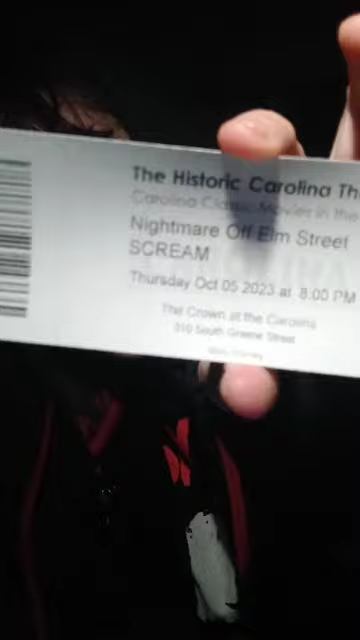 The Historic Carolina Th
Carolina Classic Movies in the
Nightmare Off Elm Street
SCREAM
Thursday Oct 05 2023 at 8:00 PM
The Crown at the Carolina
310 South Greene Street